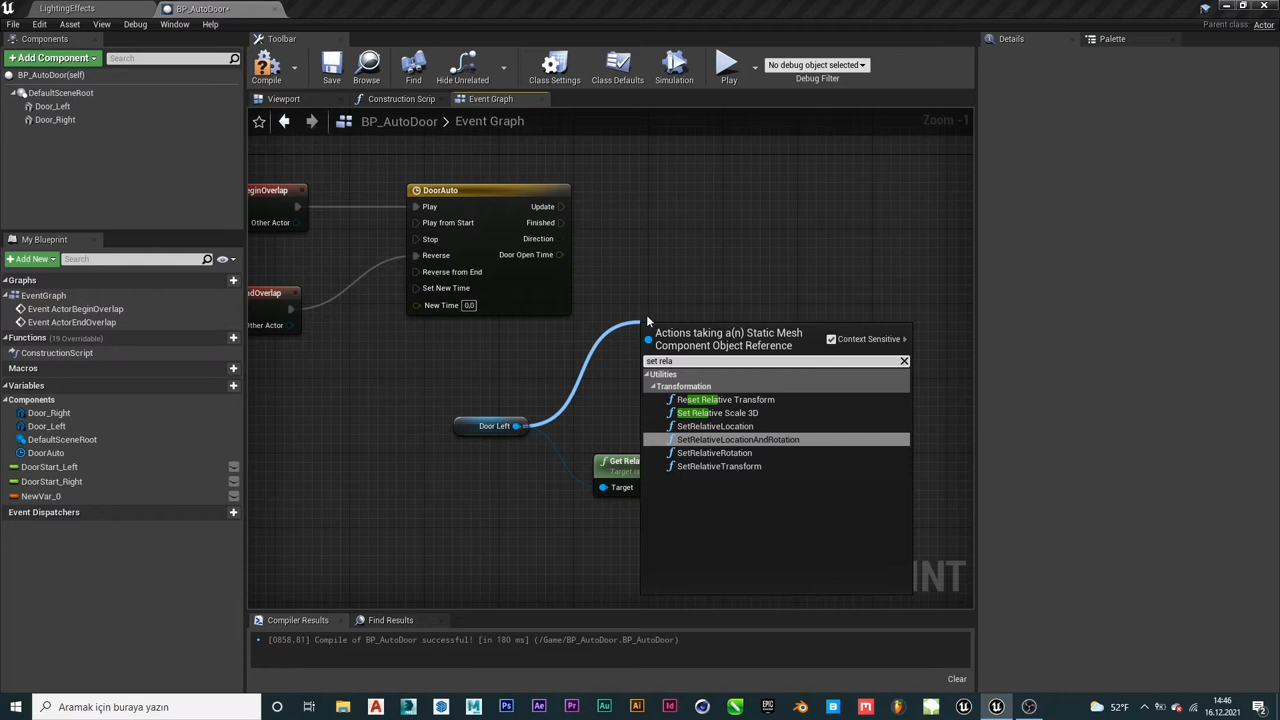 LightingEffects
BP_AutoDoor*
File Edit Asset View Debug Window Help
Parent class: Actor
Components
Toolbar
Details
Palette
+Add Component
Search
BP_AutoDoor(self)
DefaultSceneRoot
Door_Left
Door_Right
Compile
Save
Browse
Find
Hide Unrelated
Class Settings
Class Defaults
Simulation
Play
No debug object selected
Debug Filter
Viewport
Construction Scrip
Event Graph
BP_AutoDoor > Event Graph
Zoom -1
My Blueprint
+Add New
Search
Graphs
EventGraph
Event ActorBeginOverlap
Event ActorEndOverlap
Functions (19 Overridable)
ConstructionScript
Macros
Variables
Components
Door_Right
Door_Left
DefaultSceneRoot
DoorAuto
DoorStart_Left
DoorStart_Right
NewVar_0
Event Dispatchers
eginOverlap
Other Actor
ndOverlap
Other Actor
DoorAuto
Play
Update
Play from Start
Finished
Stop
Direction
Reverse
Door Open Time
Reverse from End
Set New Time
New Time 0,0
Door Left
Get Rela
Target
Actions taking a(n) Static Mesh
Component Object Reference
Context Sensitive
set rela
Utilities
Transformation
Reset Relative Transform
Set Relative Scale 3D
SetRelativeLocation
SetRelativeLocationAndRotation
SetRelativeRotation
SetRelativeTransform
INT
Compiler Results
Find Results
[0858,81] Compile of BP_AutoDoor successful! [in 180 ms] (/Game/BP_AutoDoor.BP_AutoDoor)
Clear
Aramak için buraya yazın
52°F
14:46
16.12.2021